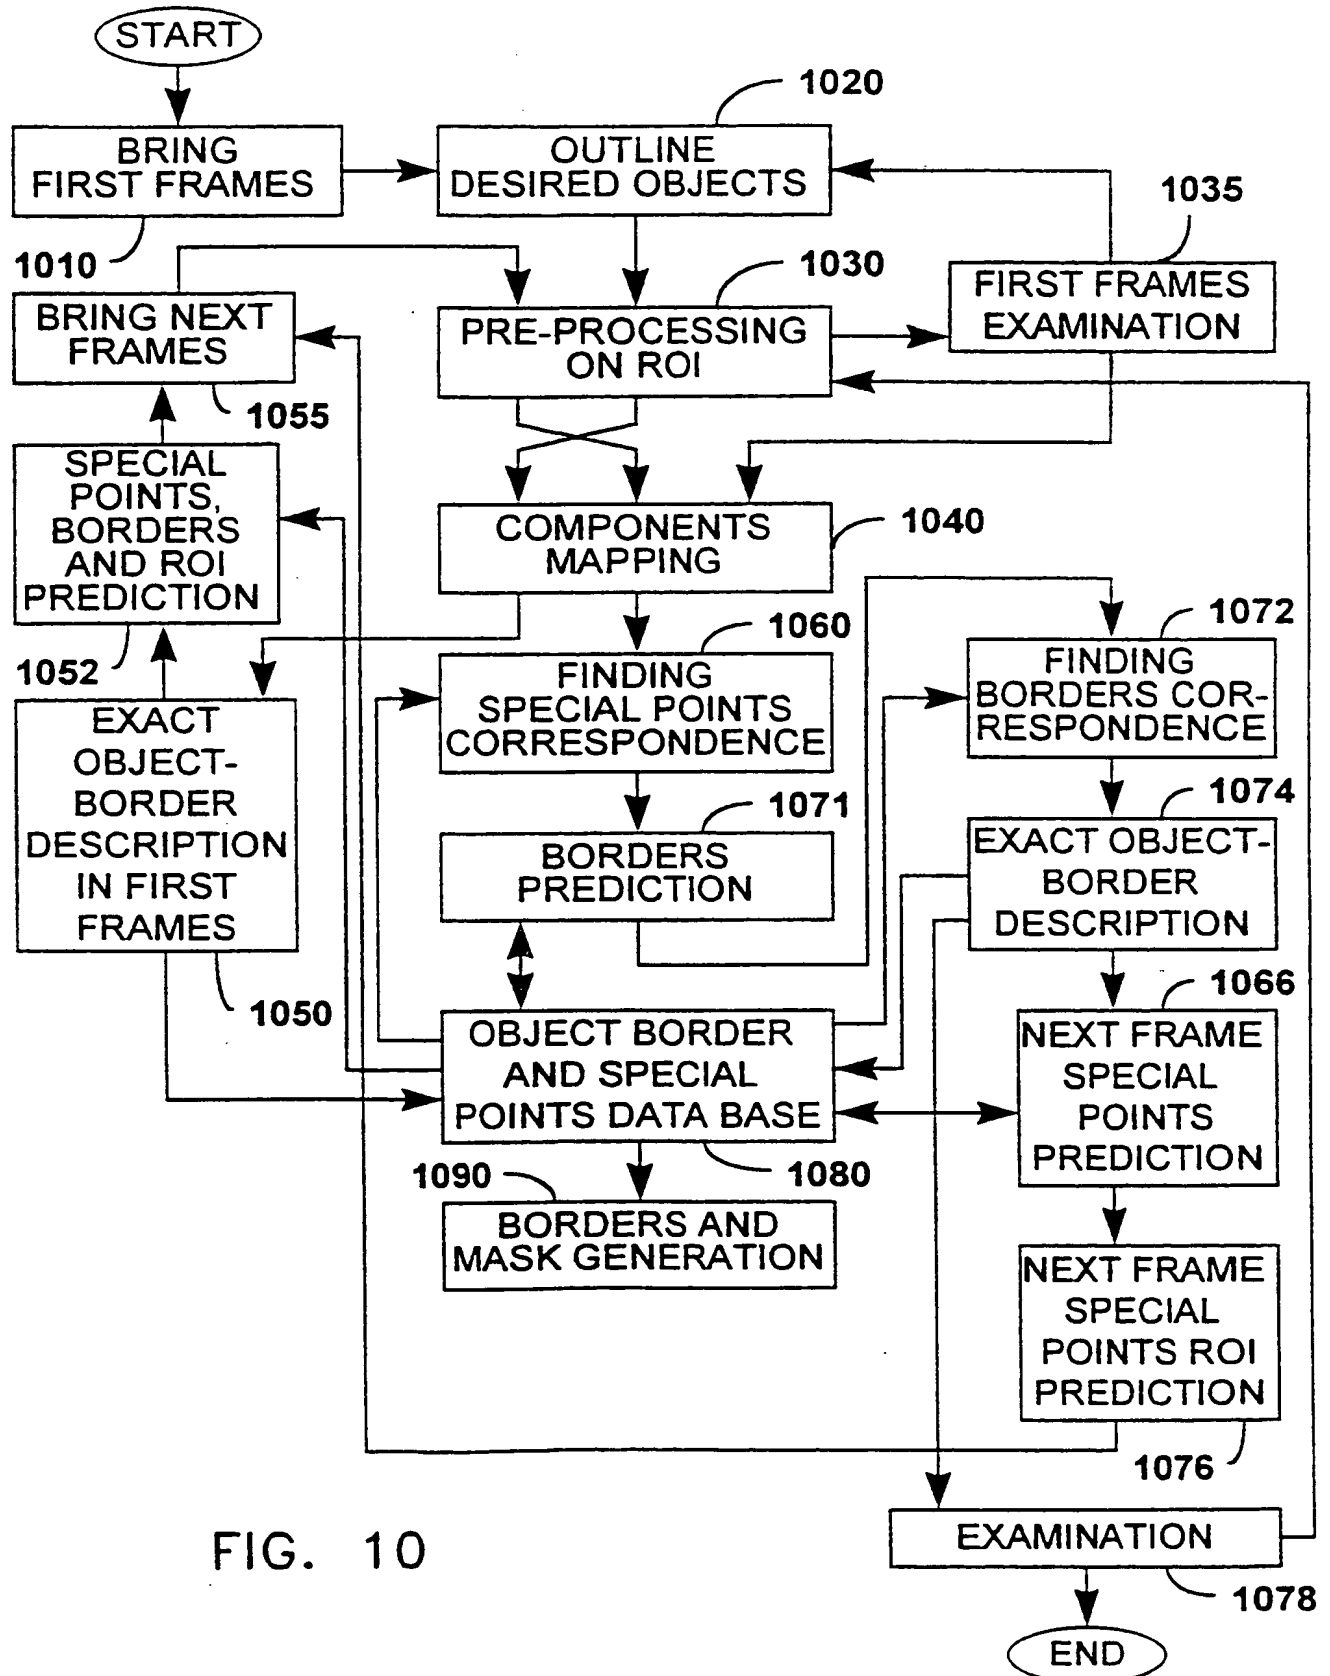 START
BRING
FIRST FRAMES
1010
OUTLINE
DESIRED OBJECTS
1020
FIRST FRAMES
EXAMINATION
1035
BRING NEXT
FRAMES
1055
PRE-PROCESSING
ON ROI
1030
SPECIAL
POINTS,
BORDERS
AND ROI
PREDICTION
1052
COMPONENTS
MAPPING
1040
EXACT
OBJECT-
BORDER
DESCRIPTION
IN FIRST
FRAMES
1050
FINDING
SPECIAL POINTS
CORRESPONDENCE
1060
FINDING
BORDERS COR-
RESPONDENCE
1072
BORDERS
PREDICTION
1071
EXACT OBJECT-
BORDER
DESCRIPTION
1074
OBJECT BORDER
AND SPECIAL
POINTS DATA BASE
1080
NEXT FRAME
SPECIAL
POINTS
PREDICTION
1066
BORDERS AND
MASK GENERATION
1090
NEXT FRAME
SPECIAL
POINTS ROI
PREDICTION
1076
EXAMINATION
1078
END
FIG. 10